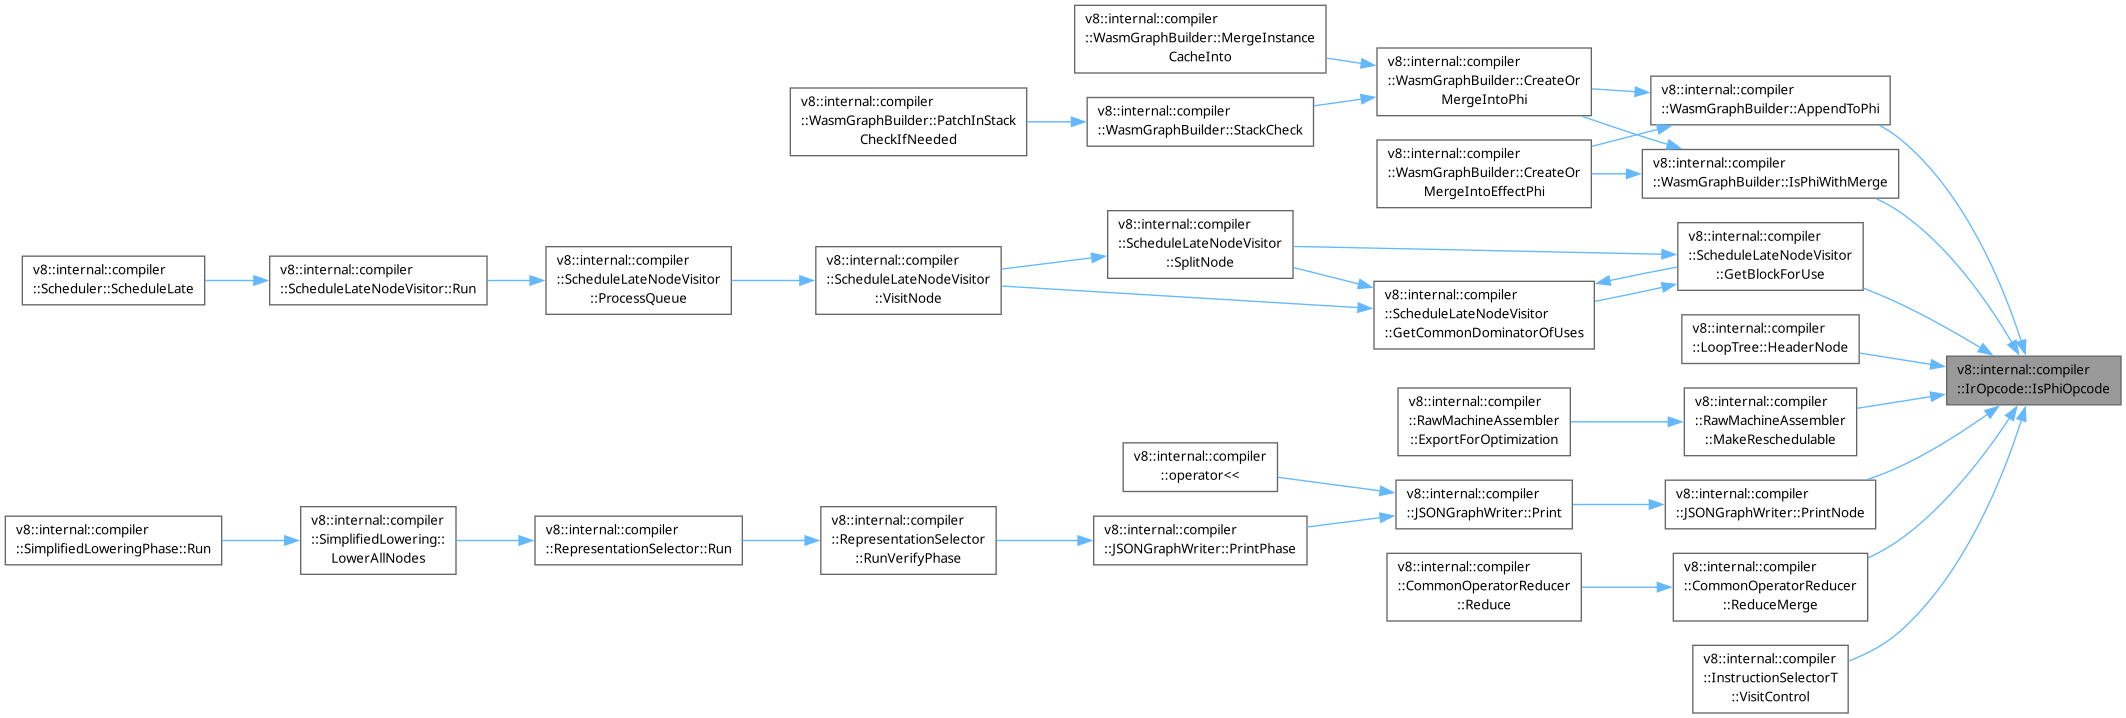 v8::internal::compiler
::WasmGraphBuilder::MergeInstance
CacheInto
v8::internal::compiler
::WasmGraphBuilder::CreateOr
MergeIntoPhi
v8::internal::compiler
::WasmGraphBuilder::AppendToPhi
v8::internal::compiler
::WasmGraphBuilder::PatchInStack
CheckIfNeeded
v8::internal::compiler
::WasmGraphBuilder::StackCheck
v8::internal::compiler
::WasmGraphBuilder::CreateOr
MergeIntoEffectPhi
v8::internal::compiler
::WasmGraphBuilder::IsPhiWithMerge
v8::internal::compiler
::Scheduler::ScheduleLate
v8::internal::compiler
::ScheduleLateNodeVisitor::Run
v8::internal::compiler
::ScheduleLateNodeVisitor
::ProcessQueue
v8::internal::compiler
::ScheduleLateNodeVisitor
::VisitNode
v8::internal::compiler
::ScheduleLateNodeVisitor
::SplitNode
v8::internal::compiler
::ScheduleLateNodeVisitor
::GetCommonDominatorOfUses
v8::internal::compiler
::ScheduleLateNodeVisitor
::GetBlockForUse
v8::internal::compiler
::LoopTree::HeaderNode
v8::internal::compiler
::IrOpcode::IsPhiOpcode
v8::internal::compiler
::RawMachineAssembler
::ExportForOptimization
v8::internal::compiler
::RawMachineAssembler
::MakeReschedulable
v8::internal::compiler
::operator<<
v8::internal::compiler
::JSONGraphWriter::Print
v8::internal::compiler
::JSONGraphWriter::PrintNode
v8::internal::compiler
::SimplifiedLoweringPhase::Run
v8::internal::compiler
::SimplifiedLowering::
LowerAllNodes
v8::internal::compiler
::RepresentationSelector::Run
v8::internal::compiler
::RepresentationSelector
::RunVerifyPhase
v8::internal::compiler
::JSONGraphWriter::PrintPhase
v8::internal::compiler
::CommonOperatorReducer
::Reduce
v8::internal::compiler
::CommonOperatorReducer
::ReduceMerge
v8::internal::compiler
::InstructionSelectorT
::VisitControl